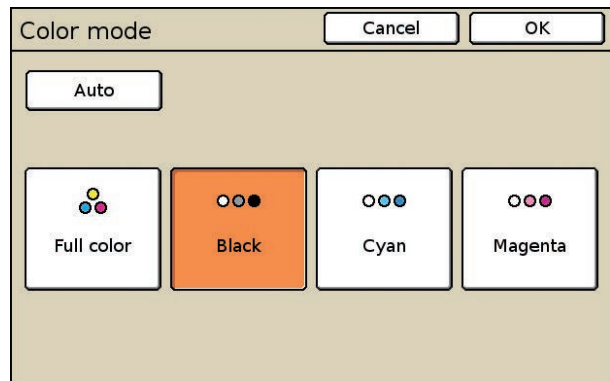 Color mode
Cancel
OK
Auto
Full color
Black
Cyan
Magenta